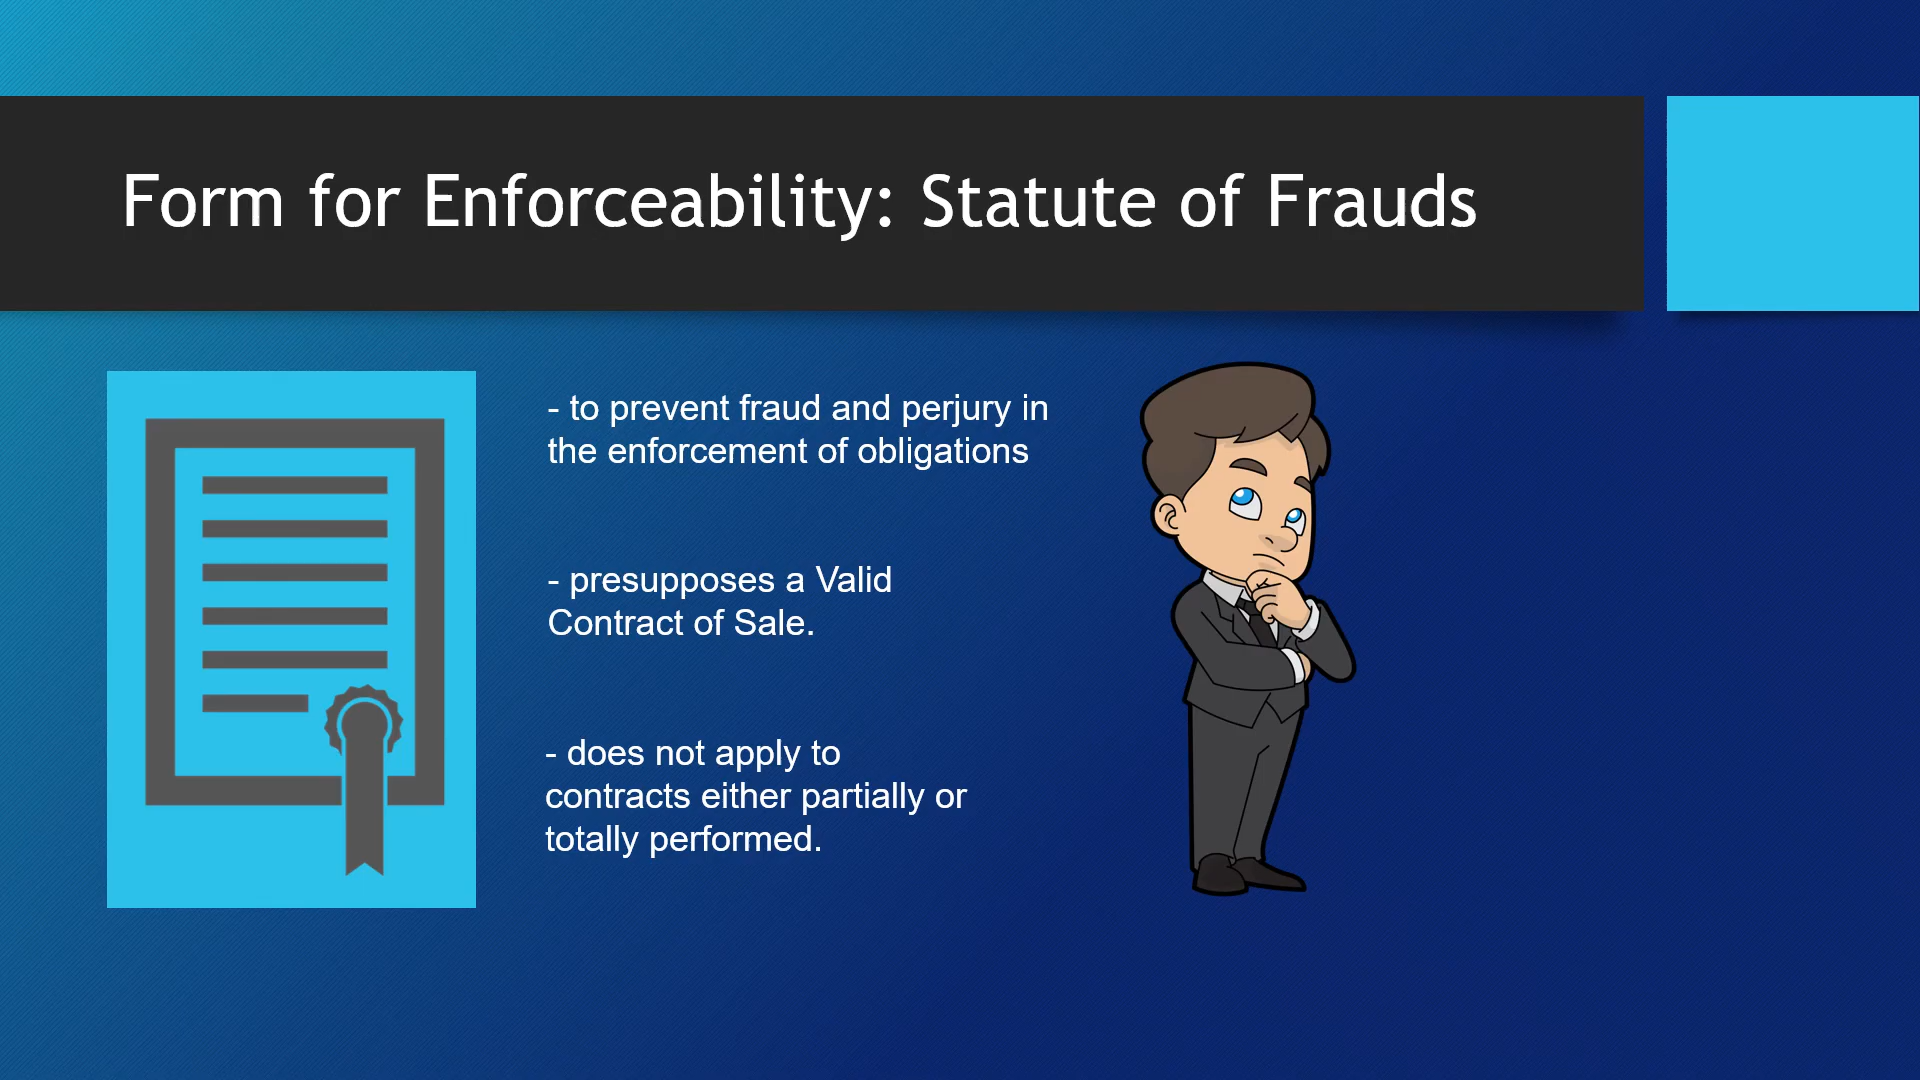 Form for Enforceability: Statute of Frauds
- to prevent fraud and perjury in
the enforcement of obligations
- presupposes a Valid
Contract of Sale.
- does not apply to
contracts either partially or
totally performed.